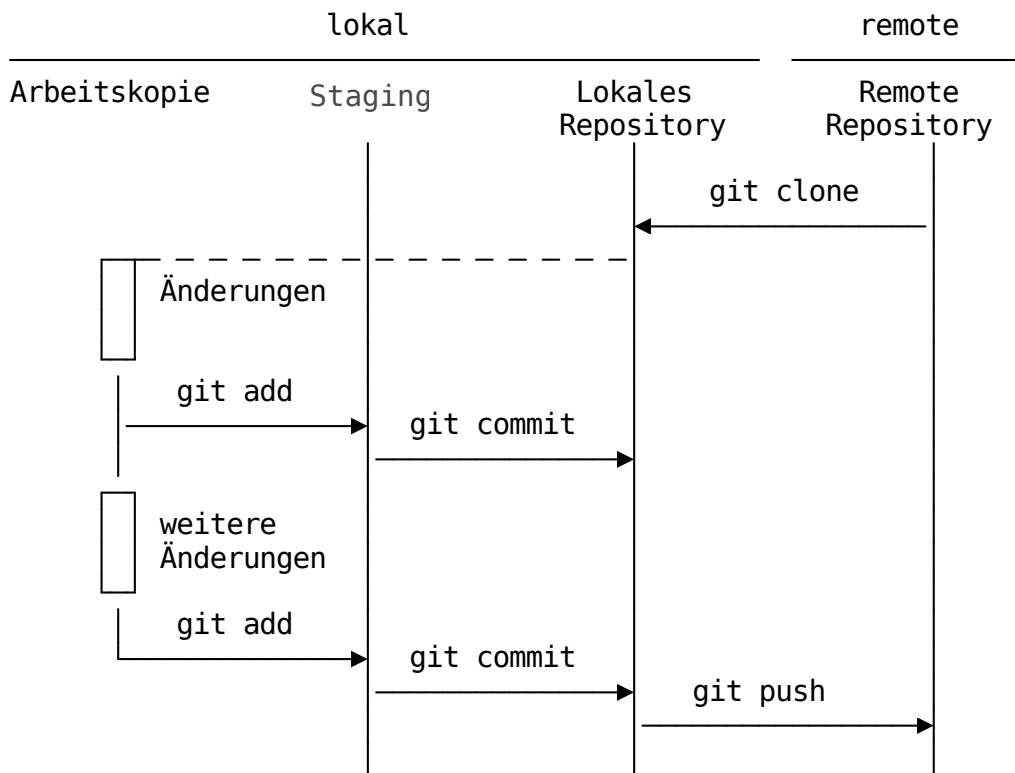 lokal
remote
Arbeitskopie
Staging
Lokales
Repository
Remote
Repository
git clone
Änderungen
git add
git commit
weitere
Änderungen
git add
git commit
git push